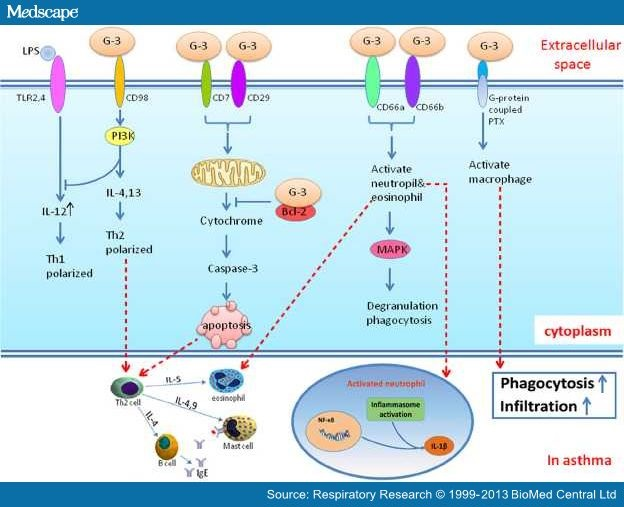 Medscape
Extracellular
space
LPS
G-3
G-3
G-3
G-3
G-3
G-3
TLR2,4
CD98
CD7
CD29
CD66a
CD66b
G-protein
coupled
PTX
PI3K
IL-12↑
IL-4,13
Th1
polarized
Th2
polarized
G-3
Bcl-2
Cytochrome
Caspase-3
apoptosis
Activate
neutropil&
eosinophil
MAPK
Degranulation
phagocytosis
Activate
macrophage
cytoplasm
Th2 cell
IL-5
eosinophil
IL-4,9
Mast cell
IL-4
B cell
IgE
Activated neutrophil
NF-κB
Inflammasome
activation
IL-1β
Phagocytosis ↑
Infiltration ↑
In asthma
Source: Respiratory Research © 1999-2013 BioMed Central Ltd